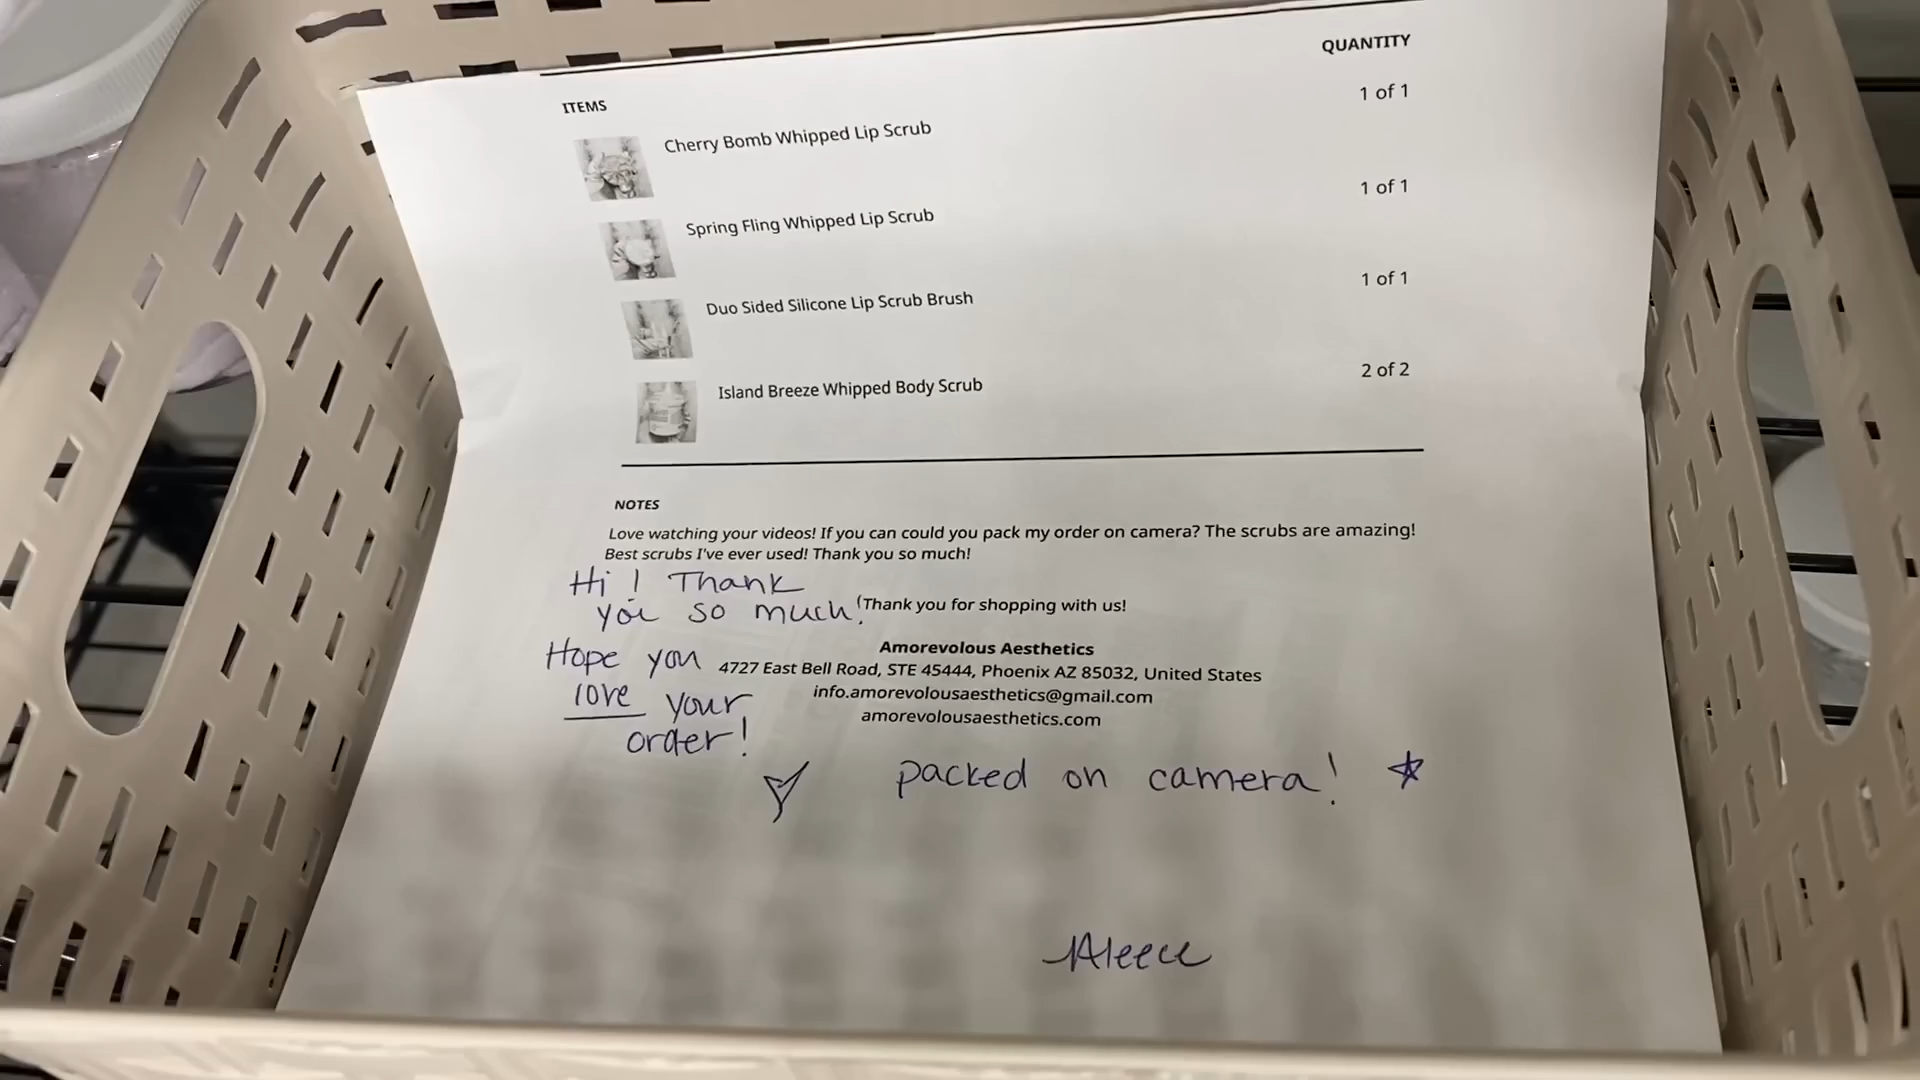 QUANTITY
ITEMS
Cherry Bomb Whipped Lip Scrub 1 of 1
Spring Fling Whipped Lip Scrub 1 of 1
Duo Sided Silicone Lip Scrub Brush 1 of 1
Island Breeze Whipped Body Scrub 2 of 2
NOTES
Love watching your videos! If you can could you pack my order on camera? The scrubs are amazing!
Best scrubs I've ever used! Thank you so much!
Hi! Thank
you so much!
Thank you for shopping with us!
Hope you
love your
order!
Amorevolous Aesthetics
4727 East Bell Road, STE 45444, Phoenix AZ 85032, United States
info.amorevolousaesthetics@gmail.com
amorevolousaesthetics.com
packed on camera!
Aleece